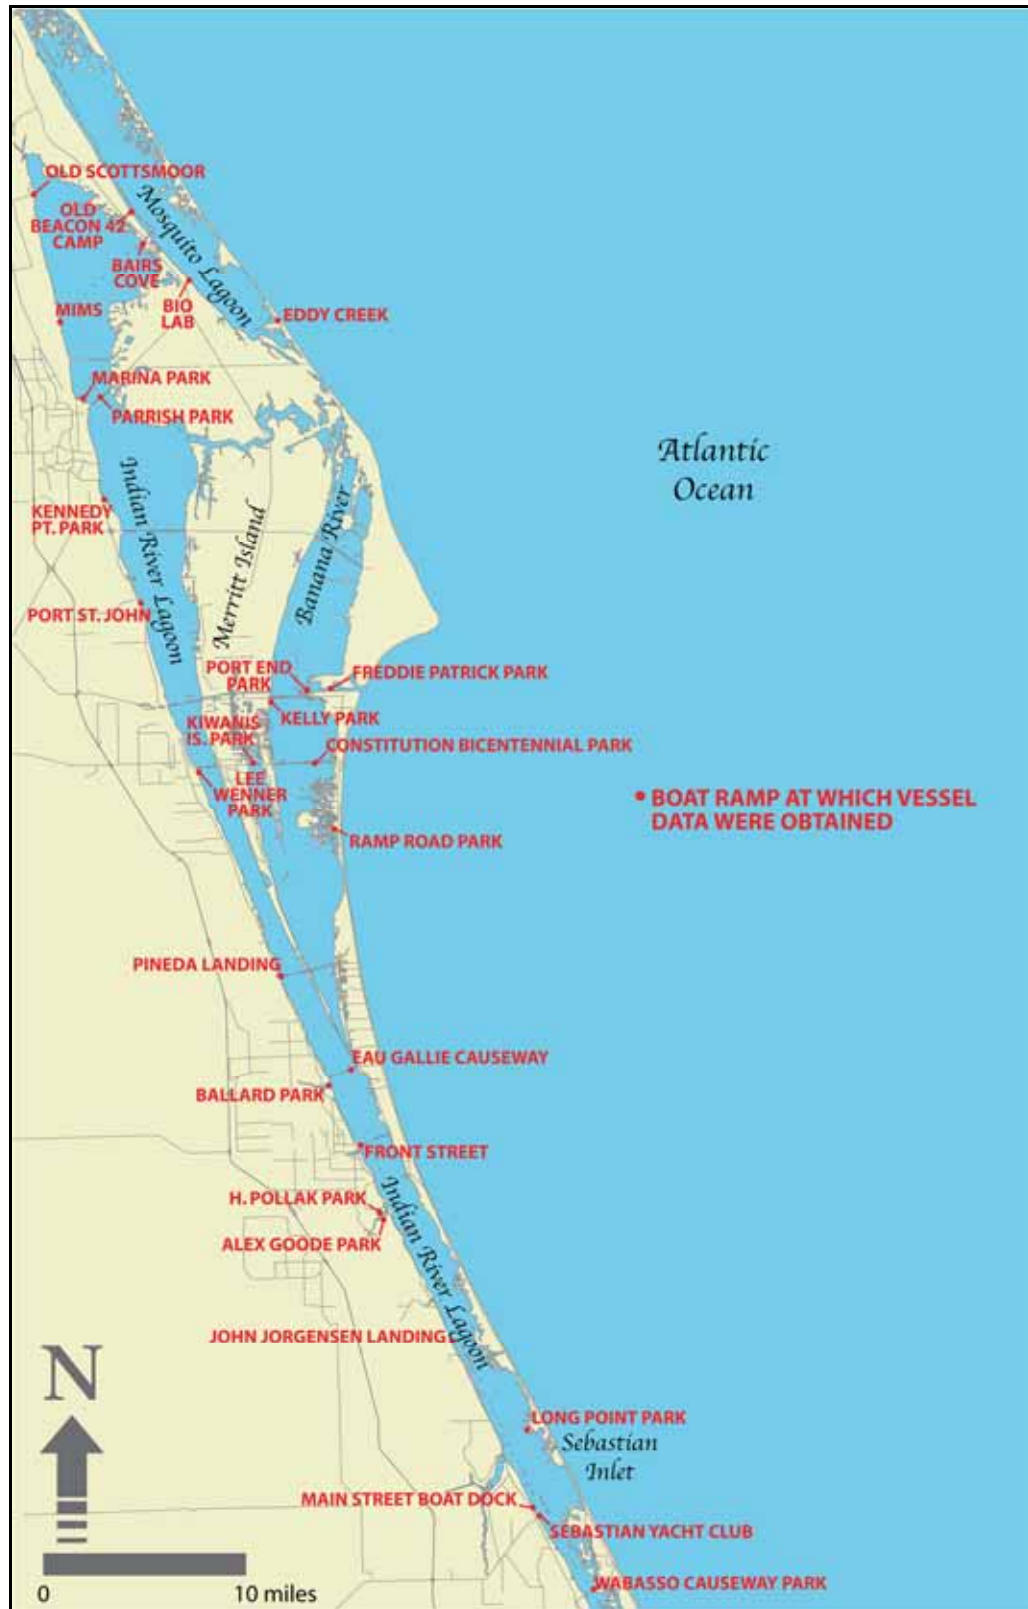 OLD SCOTTSMOOR
OLD
BEACON 42
CAMP
Mosquito Lagoon
BAIRS
COVE
BIO
LAB
MIMS
EDDY CREEK
MARINA PARK
PARRISH PARK
Atlantic
Ocean
KENNEDY
PT. PARK
Indian River Lagoon
Merritt Island
Banana River
PORT ST. JOHN
PORT END
PARK
FREDDIE PATRICK PARK
KELLY PARK
KIWANIS
IS. PARK
CONSTITUTION BICENTENNIAL PARK
LEE
WENNER
PARK
BOAT RAMP AT WHICH VESSEL
DATA WERE OBTAINED
RAMP ROAD PARK
PINEDA LANDING
EAU GALLIE CAUSEWAY
BALLARD PARK
FRONT STREET
H. POLLAK PARK
ALEX GOODE PARK
Indian River Lagoon
JOHN JORGENSEN LANDING
N
LONG POINT PARK
Sebastian
Inlet
MAIN STREET BOAT DOCK
SEBASTIAN YACHT CLUB
WABASSO CAUSEWAY PARK
0 10 miles